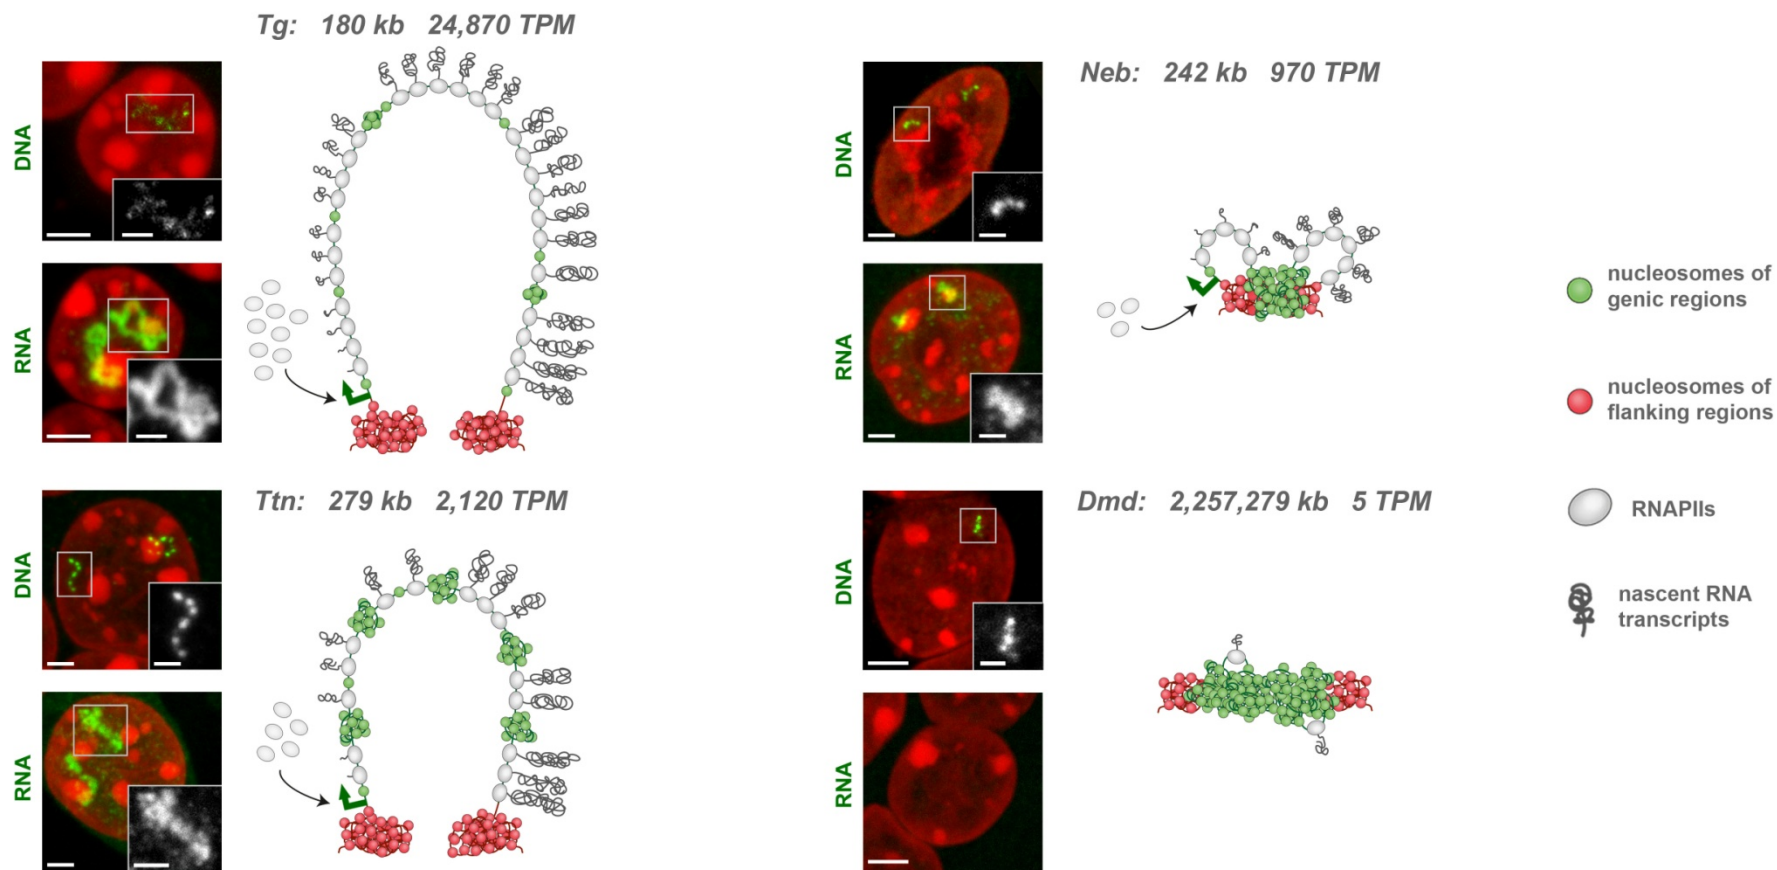 Tg: 180 kb 24,870 TPM
DNA
RNA
Neb: 242 kb 970 TPM
DNA
RNA
Ttn: 279 kb 2,120 TPM
DNA
RNA
Dmd: 2,257,279 kb 5 TPM
DNA
RNA
nucleosomes of
genic regions
nucleosomes of
flanking regions
RNAPIIs
nascent RNA
transcripts